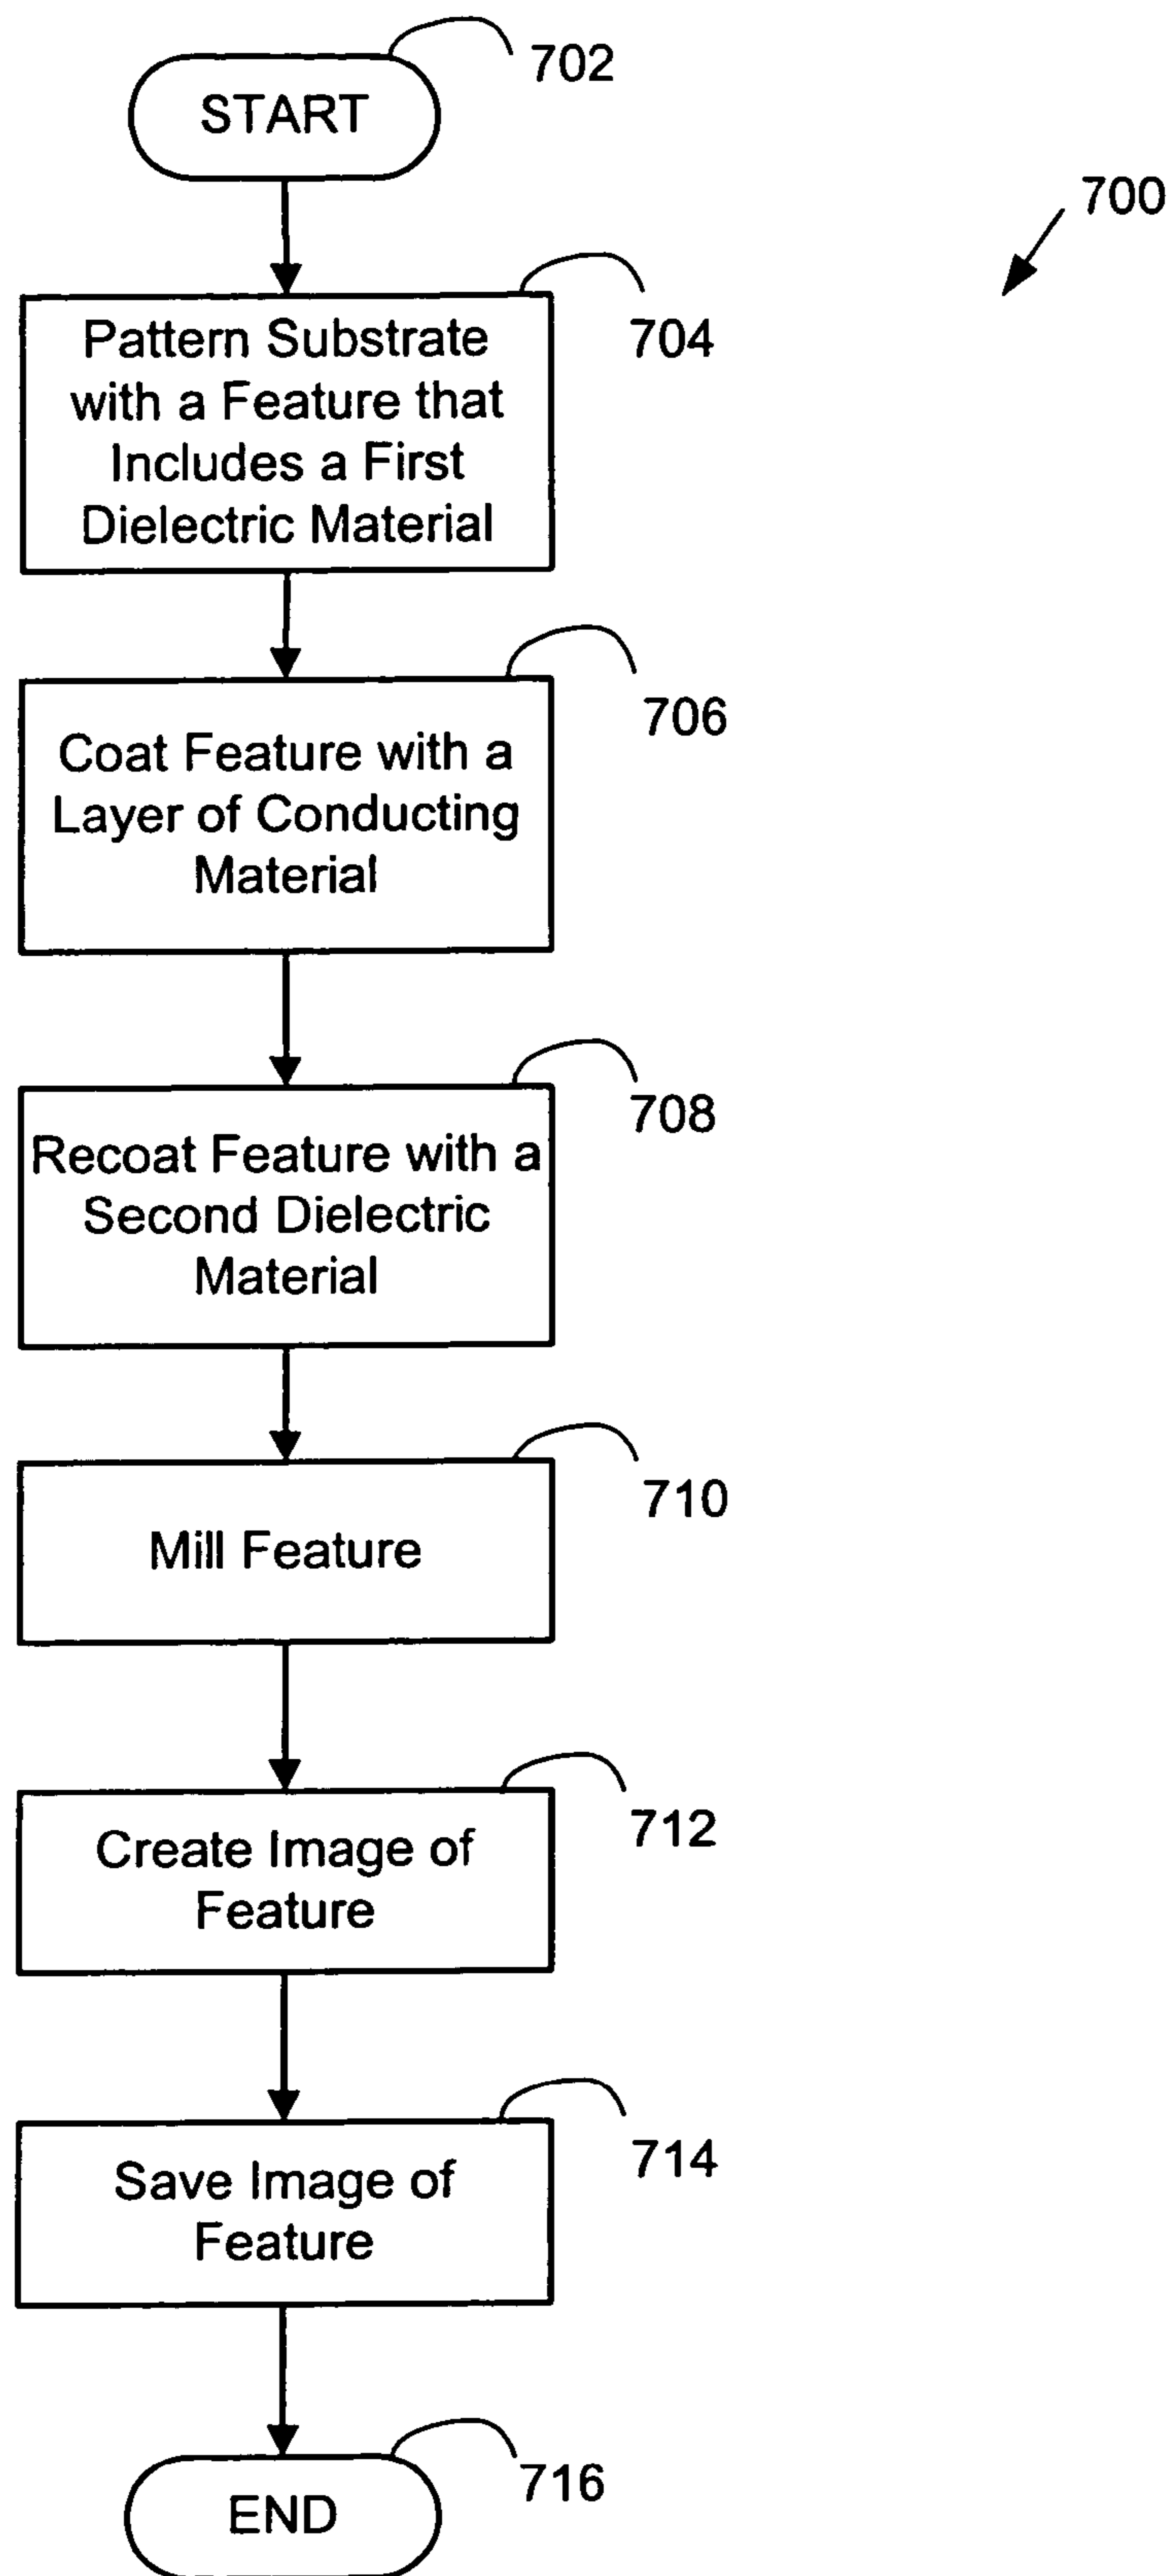 702
START
700
704
Pattern Substrate
with a Feature that
Includes a First
Dielectric Material
706
Coat Feature with a
Layer of Conducting
Material
708
Recoat Feature with a
Second Dielectric
Material
710
Mill Feature
712
Create Image of
Feature
714
Save Image of
Feature
716
END